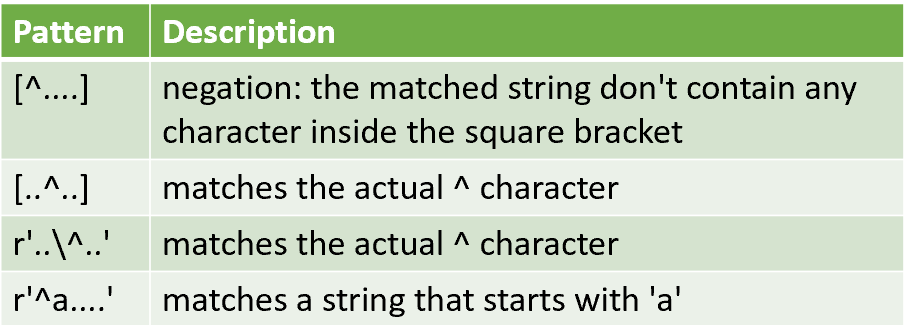 Pattern Description
[^....] negation: the matched string don't contain any
character inside the square bracket
[..^..] matches the actual ^ character
r'..\^..' matches the actual ^ character
r'^a....' matches a string that starts with 'a'